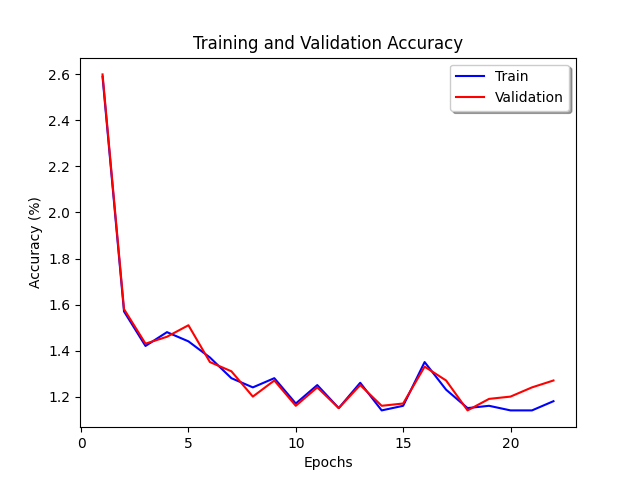 Training and Validation Accuracy
Train
Validation
Accuracy (%)
2.6
2.4
2.2
2.0
1.8
1.6
1.4
1.2
0
5
10
15
20
Epochs